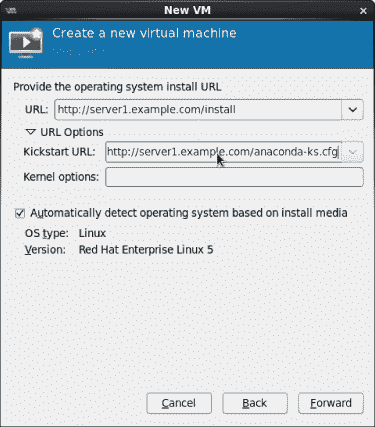 New VM
Create a new virtual machine
Provide the operating system install URL
URL: http://server1.example.com/install
URL Options
Kickstart URL: http://server1.example.com/anaconda-ks.cfg
Kernel options:
Automatically detect operating system based on install media
OS type: Linux
Version: Red Hat Enterprise Linux 5
Cancel Back Forward